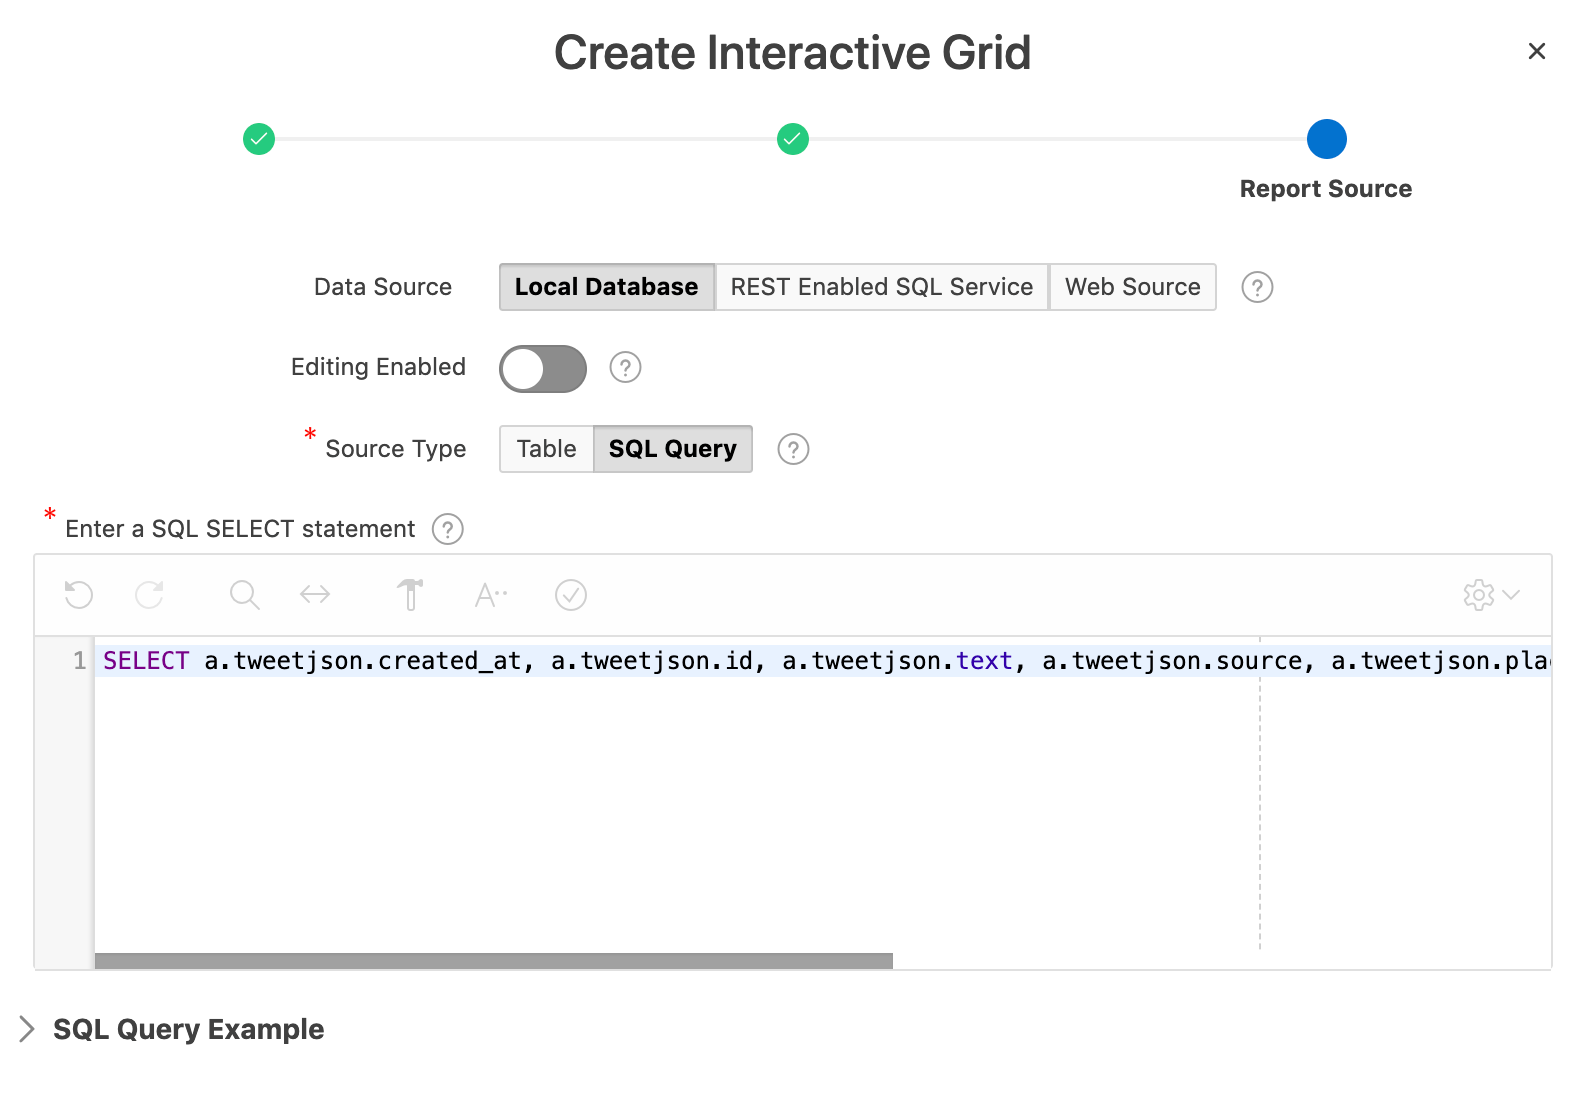 Create Interactive Grid
Report Source
Data Source Local Database REST Enabled SQL Service Web Source ?
Editing Enabled ?
* Source Type Table SQL Query ?
* Enter a SQL SELECT statement ?
A
1 SELECT a.tweetjson.created_at, a.tweetjson.id, a.tweetjson.text, a.tweetjson.source, a.tweetjson.pla
SQL Query Example